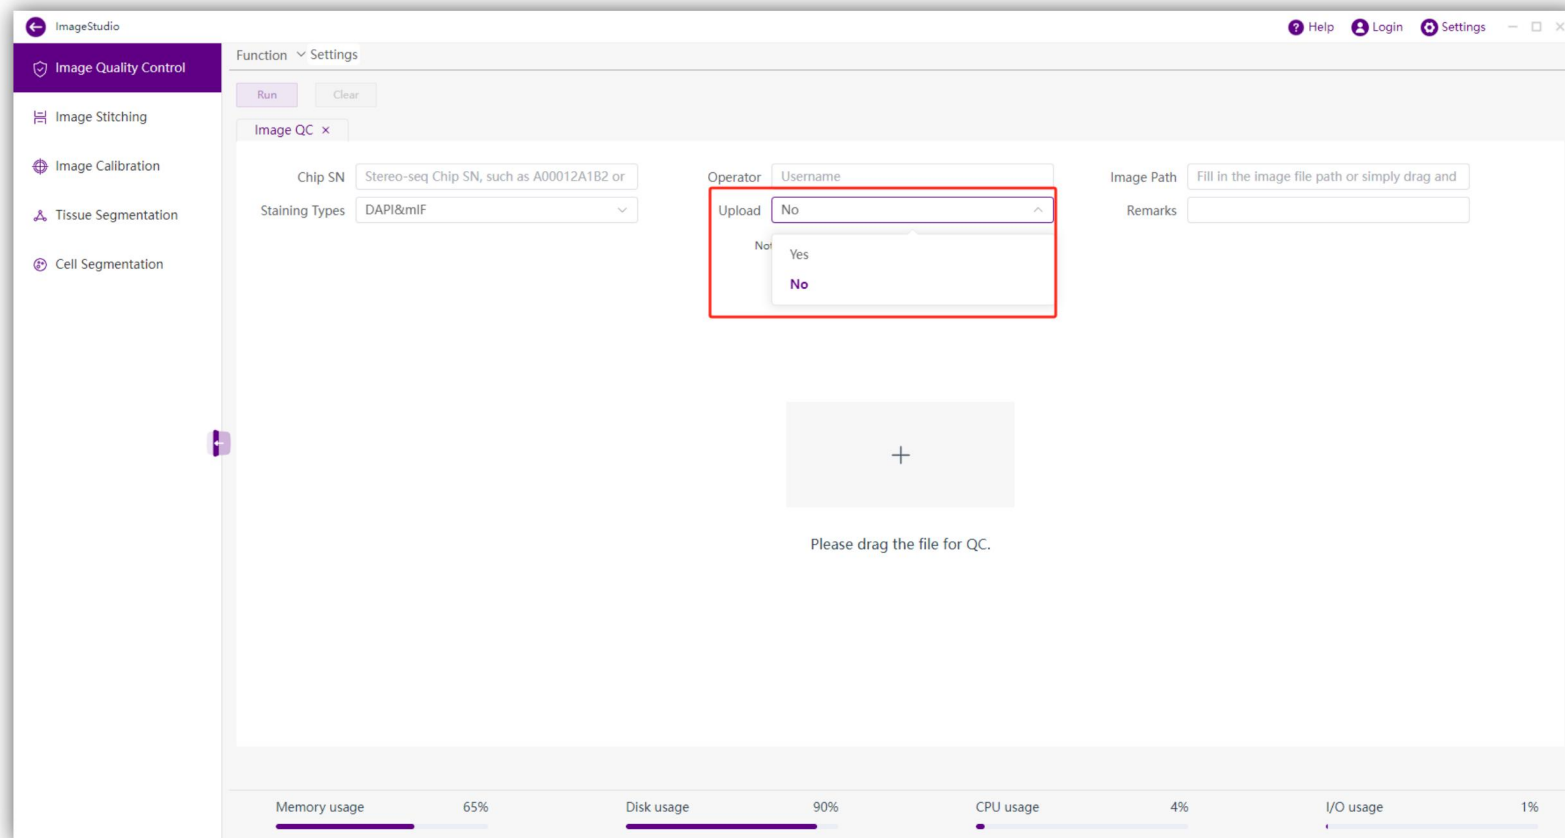 ImageStudio
Help Login Settings
Image Quality Control
Image Stitching
Image Calibration
Tissue Segmentation
Cell Segmentation
Function Settings
Run Clear
Image QC ×
Chip SN Stereo-seq Chip SN, such as A00012A1B2 or Operator Username Image Path Fill in the image file path or simply drag and
Staining Types DAPI&mIF Upload No Remarks
Yes
No
Please drag the file for QC.
Memory usage 65% Disk usage 90% CPU usage 4% I/O usage 1%